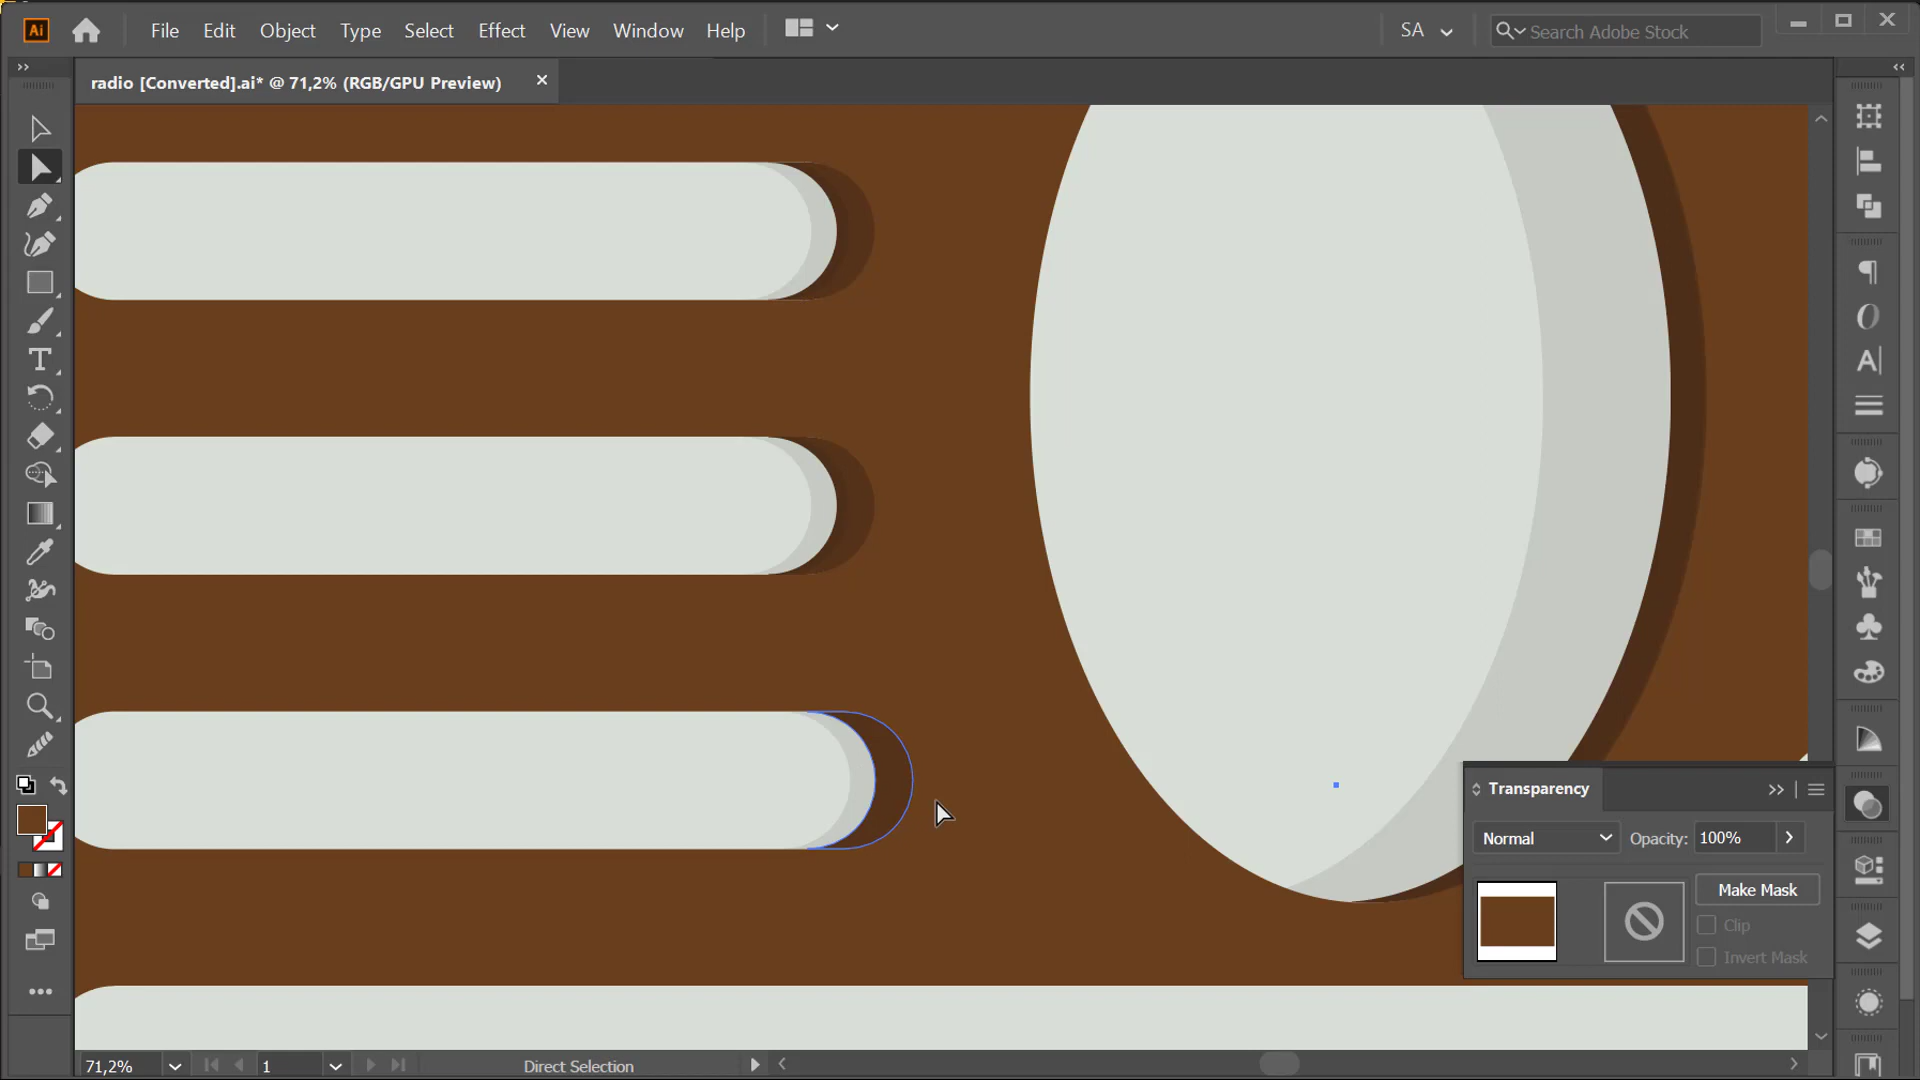 Ai File Edit Object Type Select Effect View Window Help SA Search Adobe Stock
radio [Converted].ai* @ 71,2% (RGB/GPU Preview)
Transparency
Normal Opacity: 100%
Make Mask
Clip
Invert Mask
71,2% 1 Direct Selection